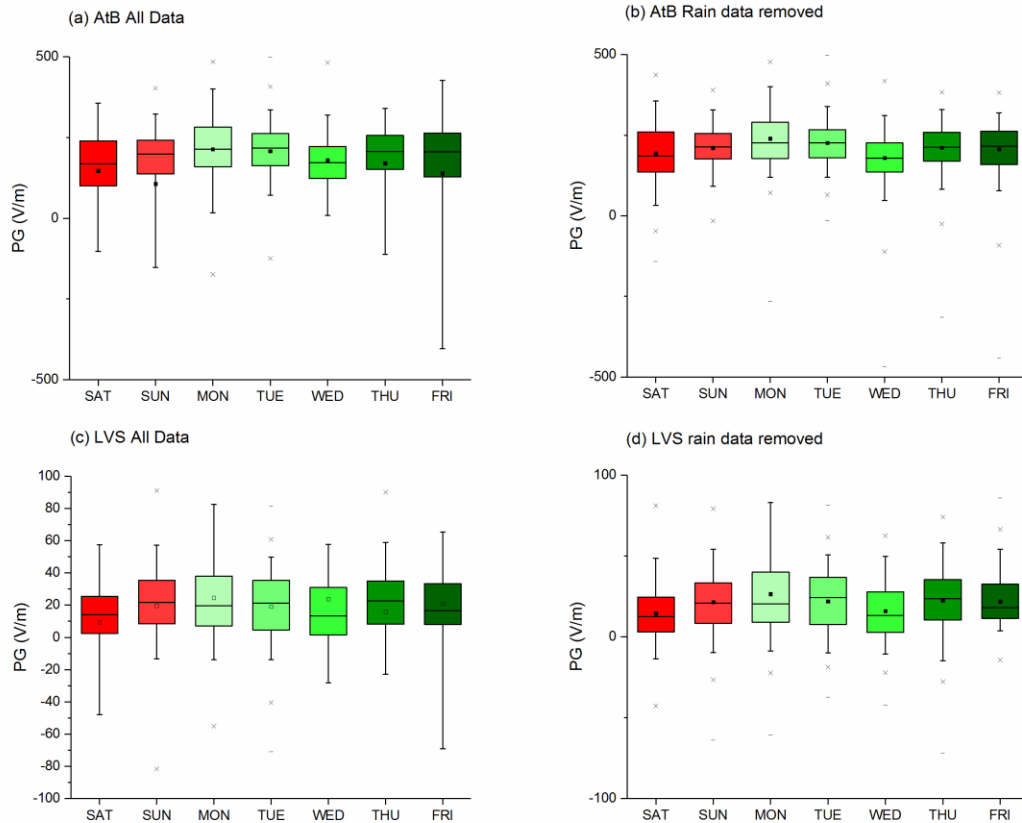 (a) AtB All Data
500
0
-500
PG (V/m)
SAT SUN MON TUE WED THU FRI
(b) AtB Rain data removed
500
0
-500
PG (V/m)
SAT SUN MON TUE WED THU FRI
(c) LVS All Data
100
80
60
40
20
0
-20
-40
-60
-80
-100
PG (V/m)
SAT SUN MON TUE WED THU FRI
(d) LVS rain data removed
100
0
-100
PG (V/m)
SAT SUN MON TUE WED THU FRI